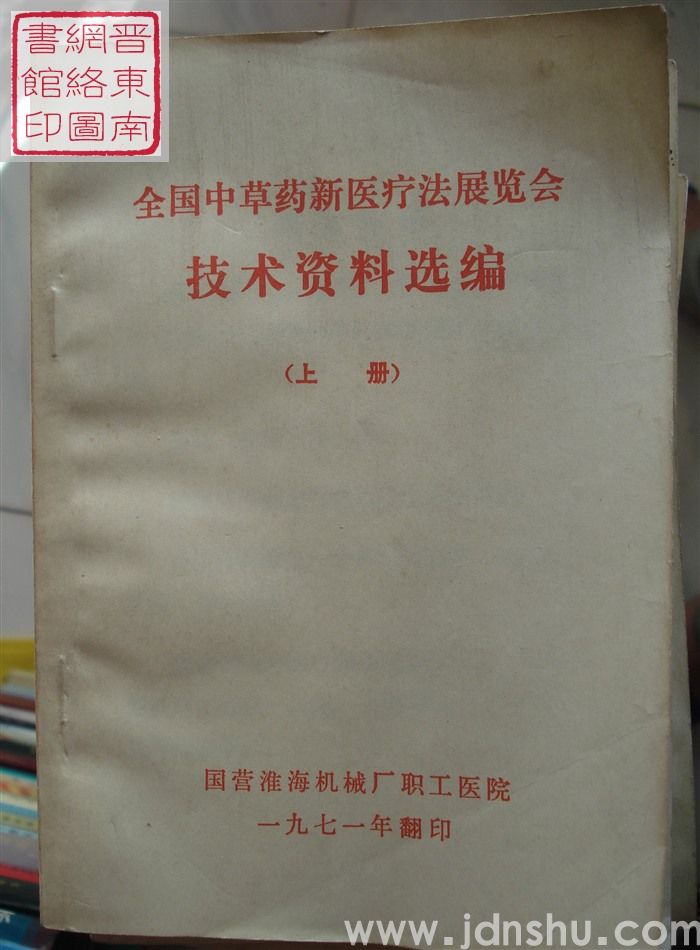 晋東南
網絡圖
書館印
全国中草药新医疗法展览会
技术资料选编
（上 册）
国营淮海机械厂职工医院
一九七一年翻印
www.jdnshu.com